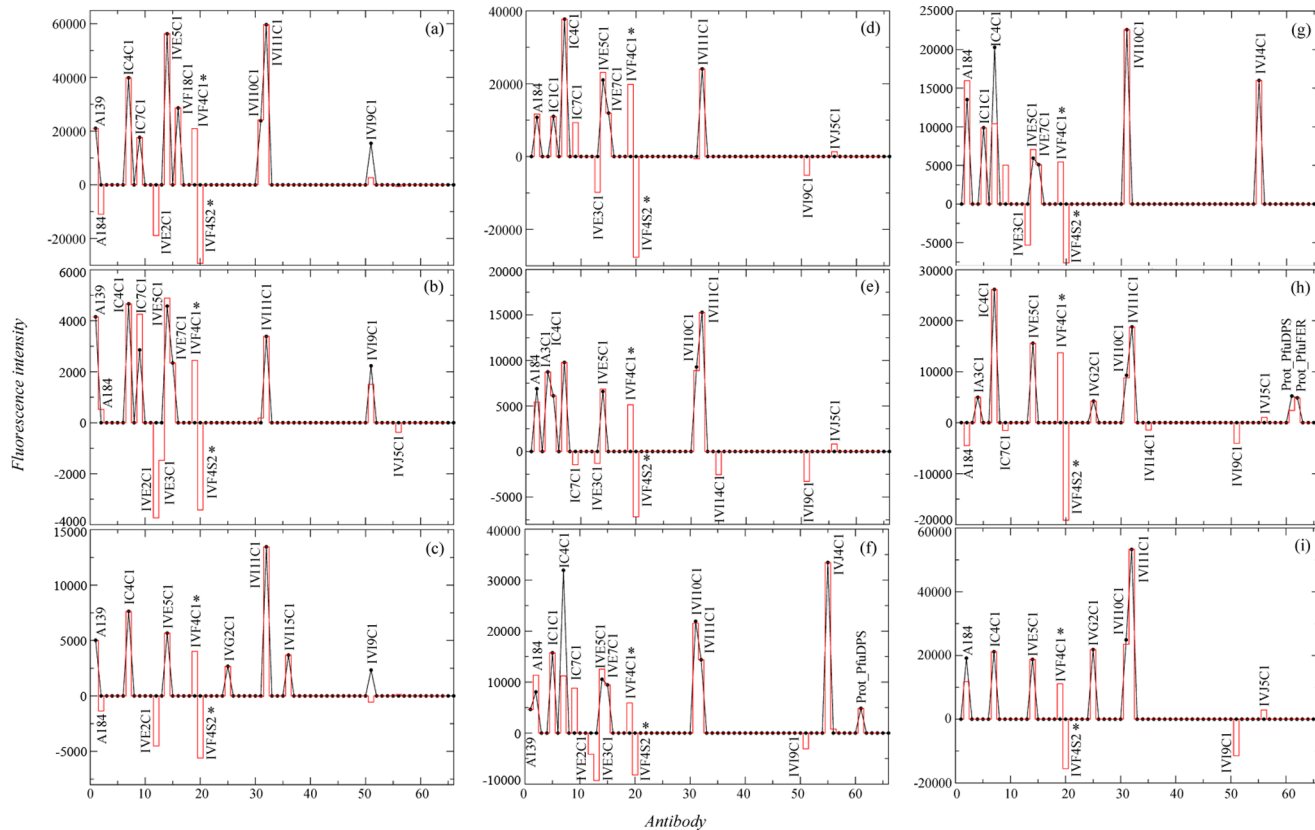 (a)
60000
40000
20000
0
-20000
A139
A184
IC4C1
IC7C1
IVE2C1
IVE5C1
IVF18C1
IVF4C1*
IVF4S2 *
IVI10C1
IVI11C1
IVI9C1
(b)
6000
4000
2000
0
-2000
-4000
A139
A184
IC4C1
IC7C1
IVE2C1
IVE3C1
IVE5C1
IVE7C1
IVF4C1*
IVF4S2 *
IVI11C1
IVI9C1
IVJ5C1
(c)
15000
10000
5000
0
-5000
A139
A184
IC4C1
IVE2C1
IVE5C1
IVF4C1*
IVF4S2 *
IVG2C1
IVI11C1
IVI15C1
IVI9C1
0 10 20 30 40 50 60
(d)
40000
20000
0
-20000
A184
IC1C1
IC4C1
IC7C1
IVE3C1
IVE5C1
IVE7C1
IVF4C1*
IVF4S2 *
IVI11C1
IVI9C1
IVJ5C1
(e)
20000
15000
10000
5000
0
-5000
A184
IA3C1
IC4C1
IC7C1
IVE3C1
IVE5C1
IVF4C1*
IVF4S2*
IVI10C1
IVI11C1
IVI14C1
IVI9C1
IVJ5C1
(f)
40000
30000
20000
10000
0
-10000
A139
A184
IC1C1
IC4C1
IC7C1
IVE2C1
IVE3C1
IVE5C1
IVE7C1
IVF4C1*
IVF4S2 *
IVI10C1
IVI11C1
IVI9C1
IVJ4C1
Prot_PfuDPS
0 10 20 30 40 50 60
(g)
25000
20000
15000
10000
5000
0
-5000
A184
IC1C1
IC4C1
IVE3C1
IVE5C1
IVE7C1
IVF4C1*
IVF4S2 *
IVI10C1
IVJ4C1
(h)
30000
20000
10000
0
-10000
-20000
A184
IA3C1
IC4C1
IC7C1
IVE5C1
IVF4C1*
IVF4S2 *
IVG2C1
IVI10C1
IVI11C1
IVI14C1
IVI9C1
IVJ5C1
Prot_PfuDPS
Prot_PfuFER
(i)
60000
40000
20000
0
-20000
A184
IC4C1
IVE5C1
IVF4C1*
IVF4S2 *
IVG2C1
IVI10C1
IVI11C1
IVI9C1
IVJ5C1
0 10 20 30 40 50 60
Fluorescence intensity
Antibody